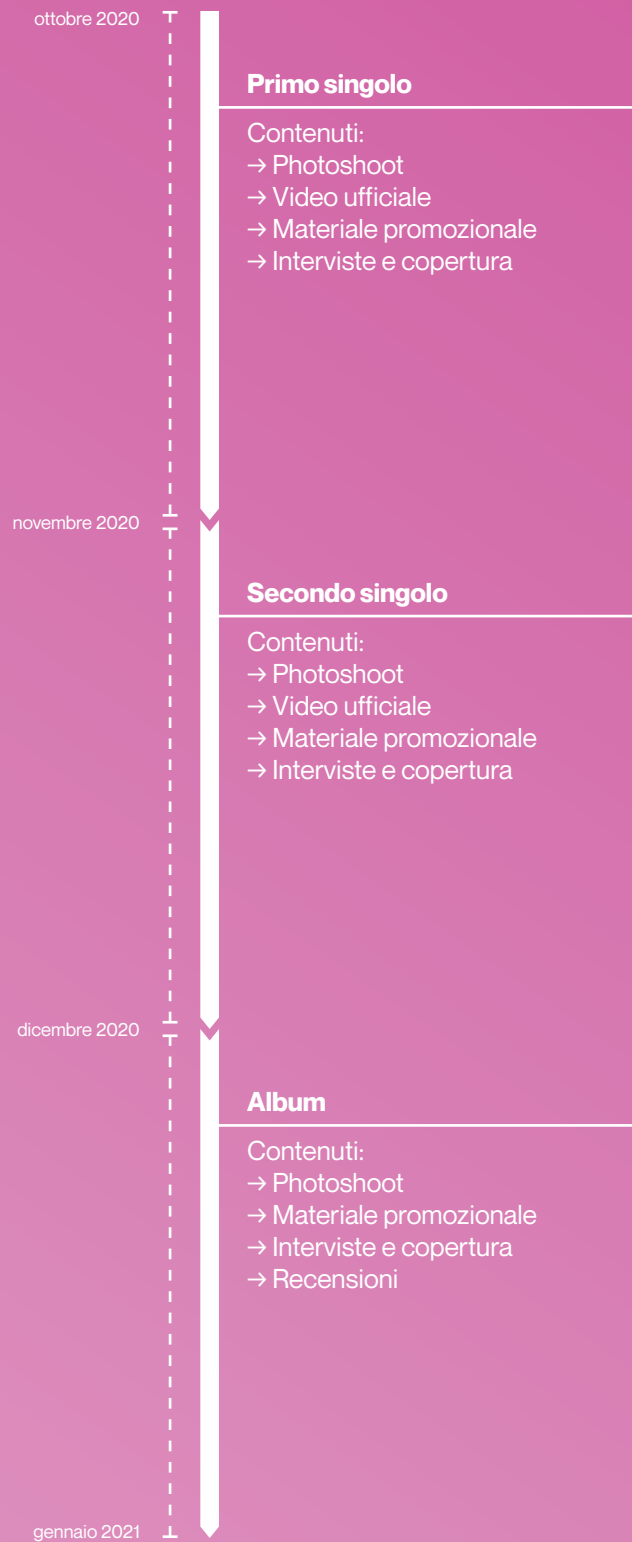 ottobre 2020
Primo singolo
Contenuti:
→ Photoshoot
→ Video ufficiale
→ Materiale promozionale
→ Interviste e copertura
novembre 2020
Secondo singolo
Contenuti:
→ Photoshoot
→ Video ufficiale
→ Materiale promozionale
→ Interviste e copertura
dicembre 2020
Album
Contenuti:
→ Photoshoot
→ Materiale promozionale
→ Interviste e copertura
→ Recensioni
gennaio 2021